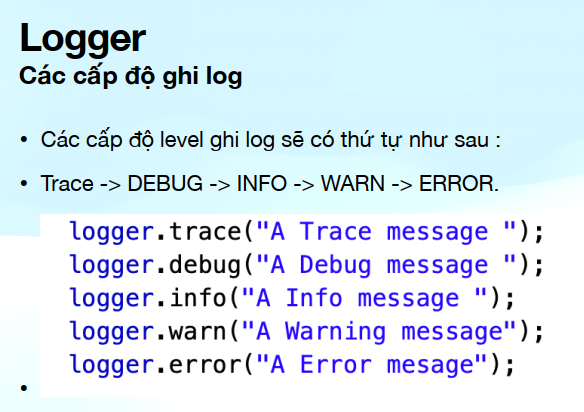 Logger
Các cấp độ ghi log
• Các cấp độ level ghi log sẽ có thứ tự như sau :
• Trace -> DEBUG -> INFO -> WARN -> ERROR.
logger.trace("A Trace message ");
logger.debug("A Debug message ");
logger.info("A Info message ");
logger.warn("A Warning message");
logger.error("A Error mesage");
•